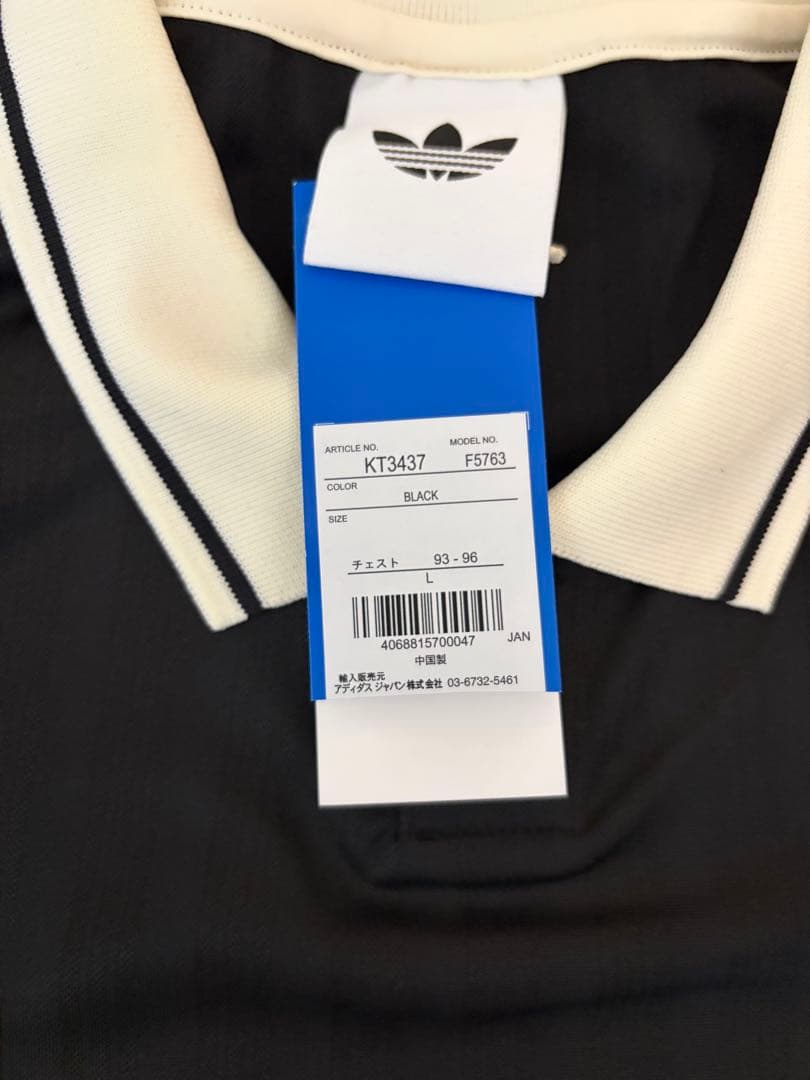 ARTICLE NO. MODEL NO.
KT3437 F5763
COLOR
BLACK
SIZE
チェスト 93 - 96
L
4068815700047 JAN
中国製
輸入販売元
アディダス ジャパン株式会社 03-6732-5461